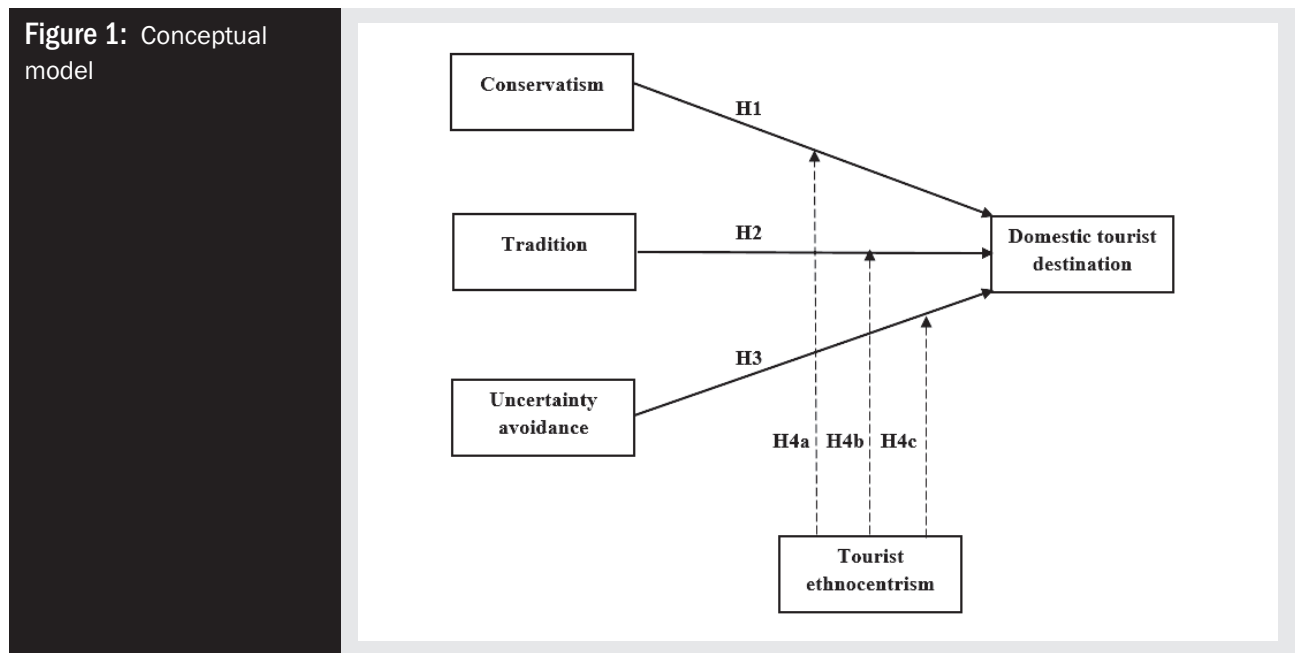 Figure 1: Conceptual
model
Conservatism
H1
Tradition
H2
Domestic tourist
destination
Uncertainty
avoidance
H3
H4a H4b H4c
Tourist
ethnocentrism